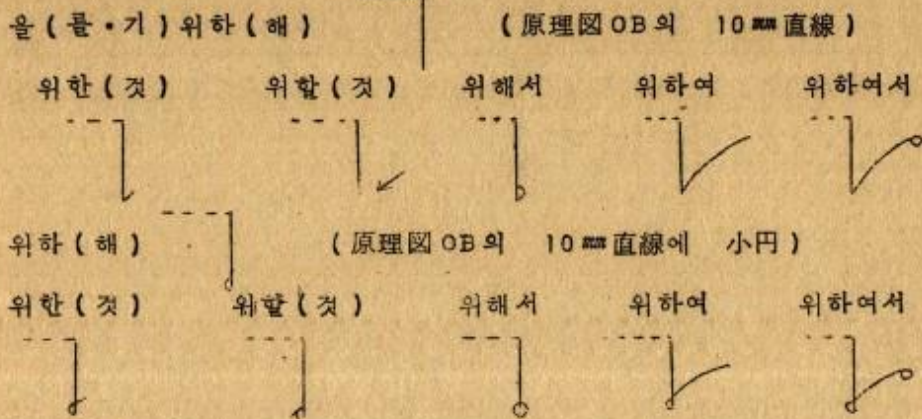 을(를·기)위하(해) (原理図OB의 10㎜直線)
위한(것) 위할(것) 위해서 위하여 위하여서
위하(해) (原理図OB의 10㎜直線에 小円)
위한(것) 위할(것) 위해서 위하여 위하여서